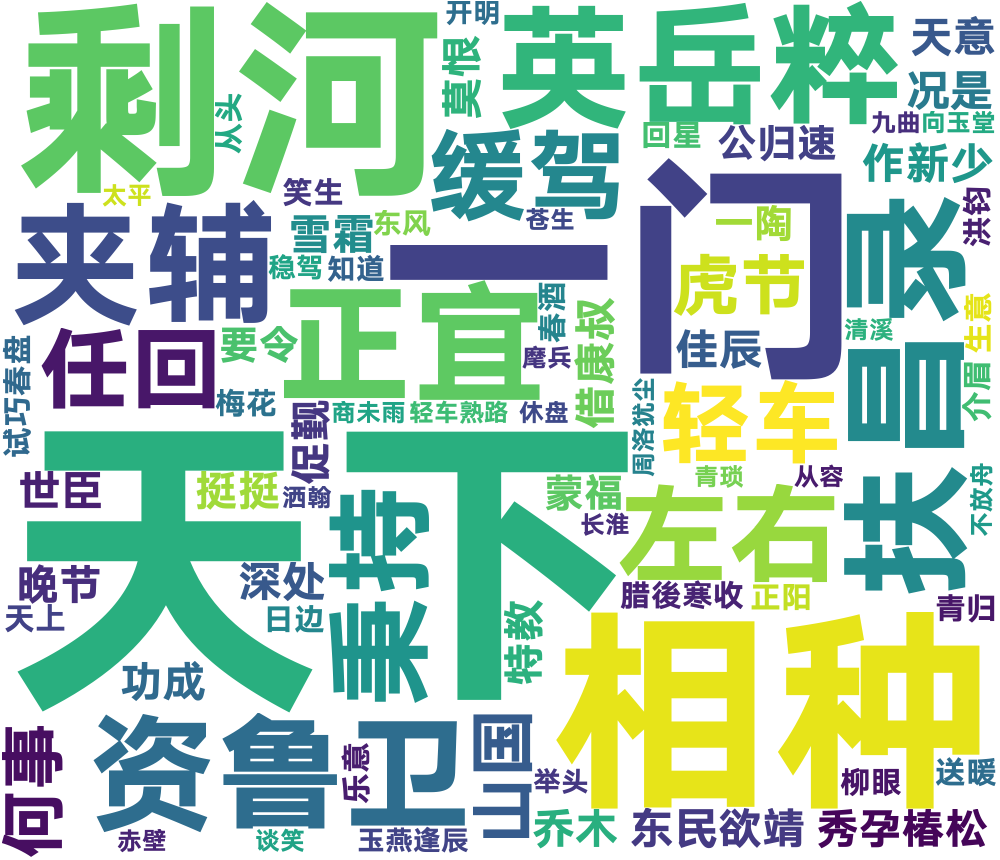 剩河
英岳粹
开明
莫恨
天意
况是
从头
九曲
向玉堂
回星
公归速
缓驾
作新少
太平
笑生
东风
苍生
一门
一陶
洪钧
夹辅
雪霜
稳驾
知道
虎节
昌录
正宜
春酒
借康叔
生意
任回
要令
佳辰
清溪
试巧春盘
麾兵
梅花
促觐
商未雨
轻车熟路
休盘
周洛犹尘
轻车
介眉
天下
世臣
挺挺
洒翰
秉持
蒙福
长淮
左右
青琐
从容
扶
不放舟
晚节
深处
天上
日边
特教
腊後寒收
正阳
青归
功成
相种
何事
资鲁卫
乐意
山国
举头
柳眼
送暖
赤壁
谈笑
玉燕逢辰
乔木
东民欲靖
秀孕椿松